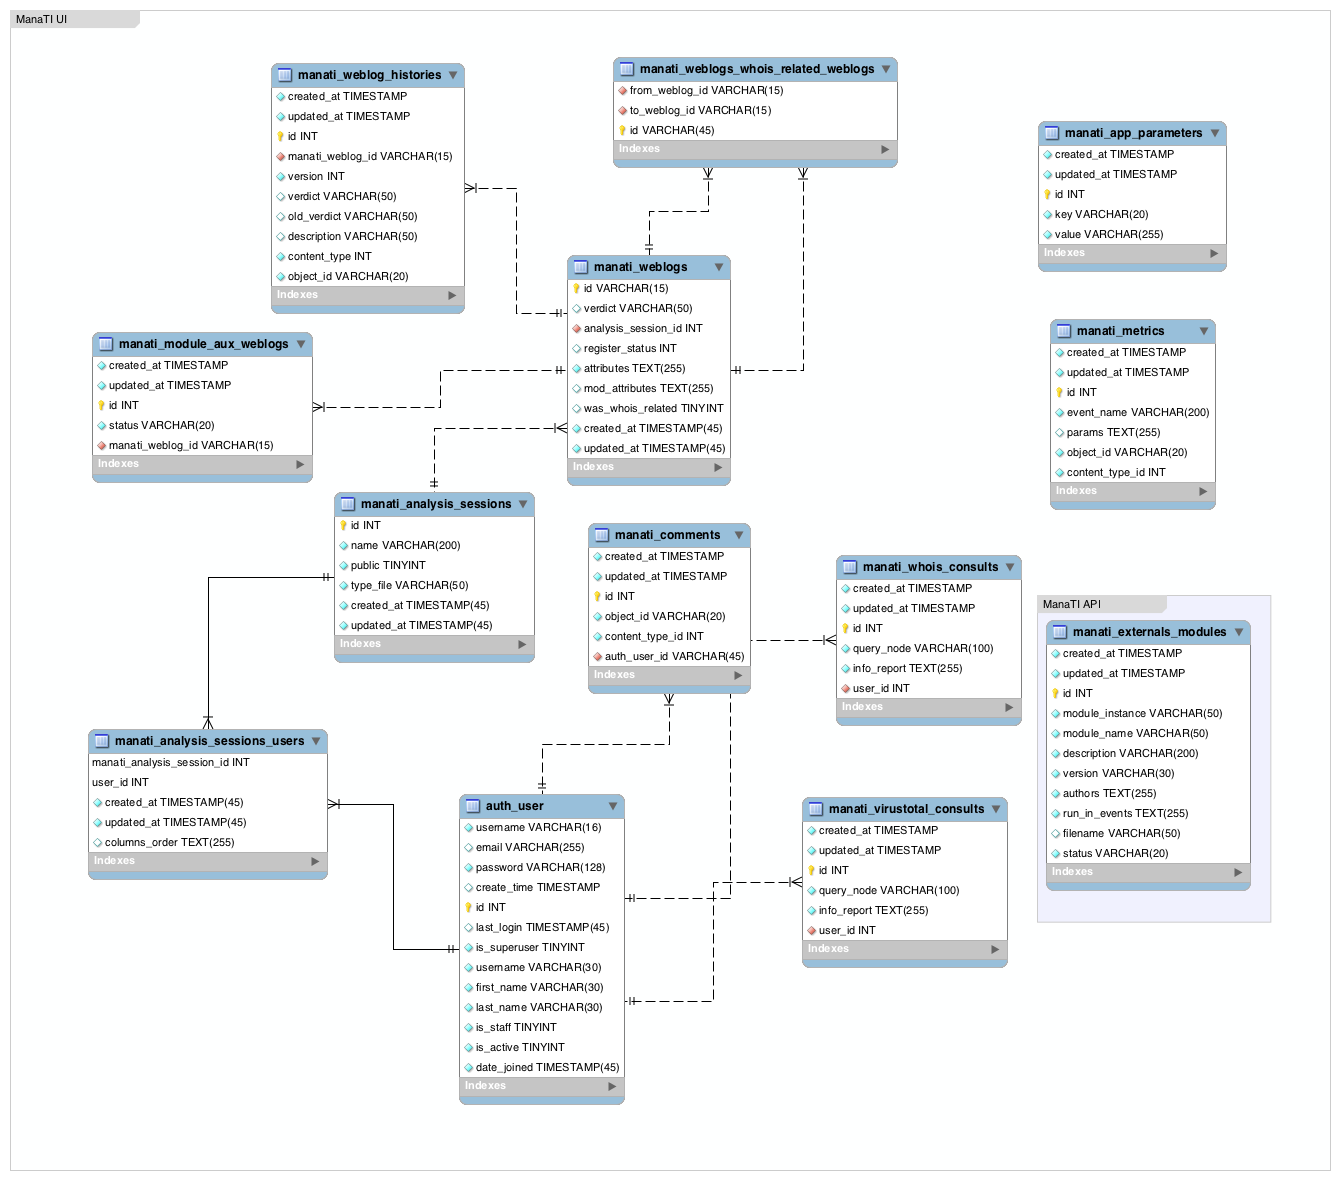 ManaTI UI
manati_weblog_histories
created_at TIMESTAMP
updated_at TIMESTAMP
id INT
manati_weblog_id VARCHAR(15)
version INT
verdict VARCHAR(50)
old_verdict VARCHAR(50)
description VARCHAR(50)
content_type INT
object_id VARCHAR(20)
Indexes
manati_weblogs_whois_related_weblogs
from_weblog_id VARCHAR(15)
to_weblog_id VARCHAR(15)
id VARCHAR(45)
Indexes
manati_app_parameters
created_at TIMESTAMP
updated_at TIMESTAMP
id INT
key VARCHAR(20)
value VARCHAR(255)
Indexes
manati_weblogs
id VARCHAR(15)
verdict VARCHAR(50)
analysis_session_id INT
register_status INT
attributes TEXT(255)
mod_attributes TEXT(255)
was_whois_related TINYINT
created_at TIMESTAMP(45)
updated_at TIMESTAMP(45)
Indexes
manati_module_aux_weblogs
created_at TIMESTAMP
updated_at TIMESTAMP
id INT
status VARCHAR(20)
manati_weblog_id VARCHAR(15)
Indexes
manati_metrics
created_at TIMESTAMP
updated_at TIMESTAMP
id INT
event_name VARCHAR(200)
params TEXT(255)
object_id VARCHAR(20)
content_type_id INT
Indexes
manati_analysis_sessions
id INT
name VARCHAR(200)
public TINYINT
type_file VARCHAR(50)
created_at TIMESTAMP(45)
updated_at TIMESTAMP(45)
Indexes
manati_comments
created_at TIMESTAMP
updated_at TIMESTAMP
id INT
object_id VARCHAR(20)
content_type_id INT
auth_user_id VARCHAR(45)
Indexes
manati_whois_consults
created_at TIMESTAMP
updated_at TIMESTAMP
id INT
query_node VARCHAR(100)
info_report TEXT(255)
user_id INT
Indexes
ManaTI API
manati_externals_modules
created_at TIMESTAMP
updated_at TIMESTAMP
id INT
module_instance VARCHAR(50)
module_name VARCHAR(50)
description VARCHAR(200)
version VARCHAR(30)
authors TEXT(255)
run_in_events TEXT(255)
filename VARCHAR(50)
status VARCHAR(20)
Indexes
manati_analysis_sessions_users
manati_analysis_session_id INT
user_id INT
created_at TIMESTAMP(45)
updated_at TIMESTAMP(45)
columns_order TEXT(255)
Indexes
auth_user
username VARCHAR(16)
email VARCHAR(255)
password VARCHAR(128)
create_time TIMESTAMP
id INT
last_login TIMESTAMP(45)
is_superuser TINYINT
username VARCHAR(30)
first_name VARCHAR(30)
last_name VARCHAR(30)
is_staff TINYINT
is_active TINYINT
date_joined TIMESTAMP(45)
Indexes
manati_virustotal_consults
created_at TIMESTAMP
updated_at TIMESTAMP
id INT
query_node VARCHAR(100)
info_report TEXT(255)
user_id INT
Indexes